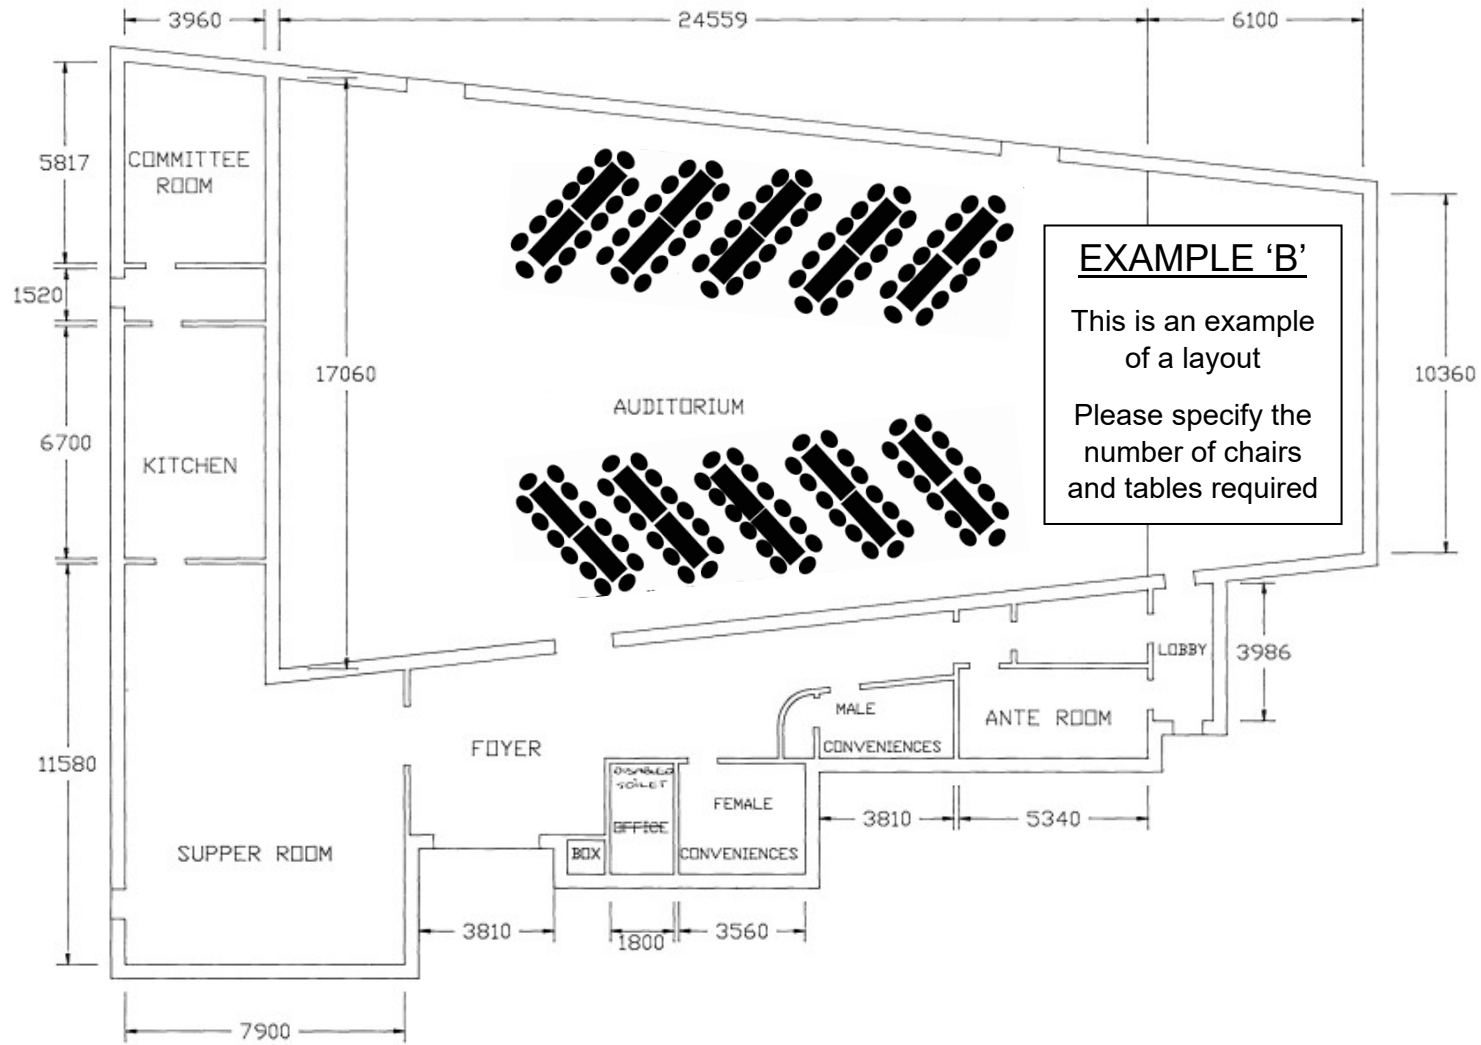 3960
24559
6100
5817
COMMITTEE
ROOM
EXAMPLE ‘B’
This is an example
of a layout
Please specify the
number of chairs
and tables required
1520
17060
10360
AUDITORIUM
6700
KITCHEN
LOBBY
3986
MALE
CONVENIENCES
ANTE ROOM
FOYER
11580
DISABLED
TOILET
OFFICE
FEMALE
CONVENIENCES
3810
5340
SUPPER ROOM
BOX
3810
1800
3560
7900